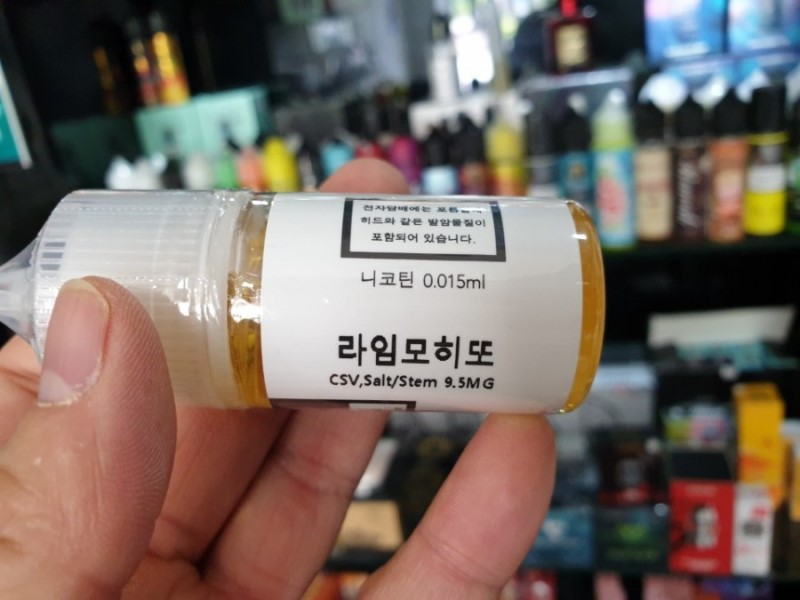 전자담배에는 포름알데
히드와 같은 발암물질이
포함되어 있습니다.
니코틴 0.015ml
라임모히또
CSV,Salt/Stem 9.5MG